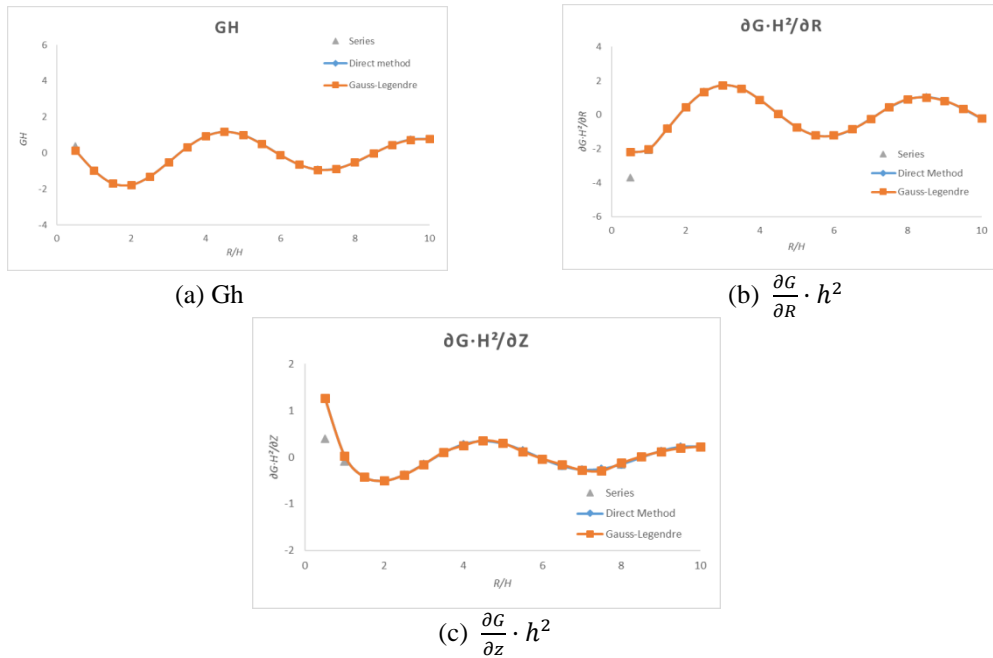 GH
6
4
2
0
-2
-4
GH
0 2 4 6 8 10
R/H
Series
Direct method
Gauss-Legendre
(a) Gh
∂G·H²/∂R
4
2
0
-2
-4
-6
∂G·H²/∂R
0 2 4 6 8 10
R/H
Series
Direct Method
Gauss-Legendre
(b) ∂G/∂R · h²
∂G·H²/∂Z
2
1
0
-1
-2
∂G·H²/∂Z
0 2 4 6 8 10
R/H
Series
Direct Method
Gauss-Legendre
(c) ∂G/∂z · h²